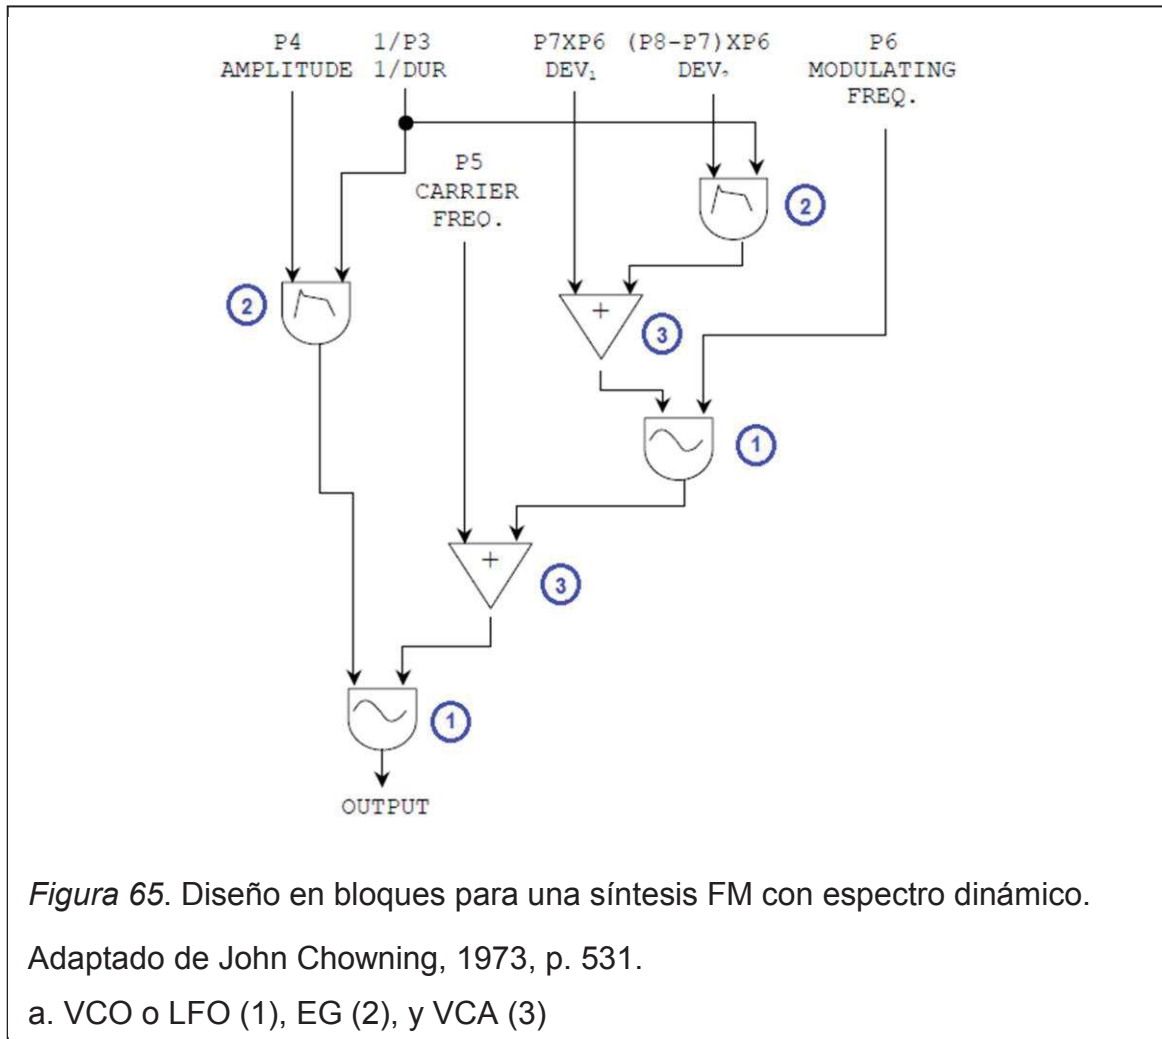 P4 1/P3 P7XP6 (P8-P7)XP6 P6
AMPLITUDE 1/DUR DEV₁ DEV₂ MODULATING
FREQ.
P5
CARRIER
FREQ.
2
2
+
3
1
+
3
1
OUTPUT
Figura 65. Diseño en bloques para una síntesis FM con espectro dinámico.
Adaptado de John Chowning, 1973, p. 531.
a. VCO o LFO (1), EG (2), y VCA (3)